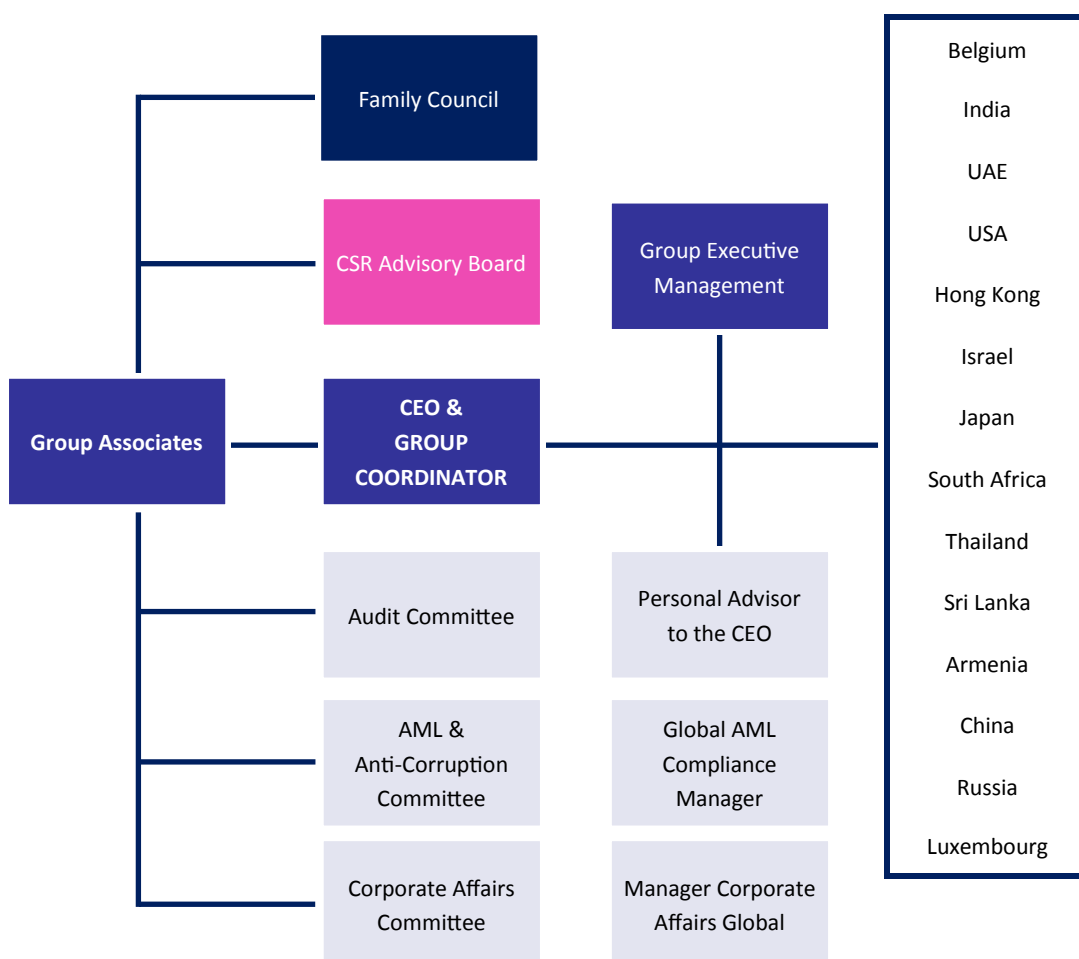 Family Council
CSR Advisory Board
Group Executive
Management
Group Associates
CEO &
GROUP
COORDINATOR
Audit Committee
Personal Advisor
to the CEO
AML &
Anti-Corruption
Committee
Global AML
Compliance
Manager
Corporate Affairs
Committee
Manager Corporate
Affairs Global
Belgium
India
UAE
USA
Hong Kong
Israel
Japan
South Africa
Thailand
Sri Lanka
Armenia
China
Russia
Luxembourg